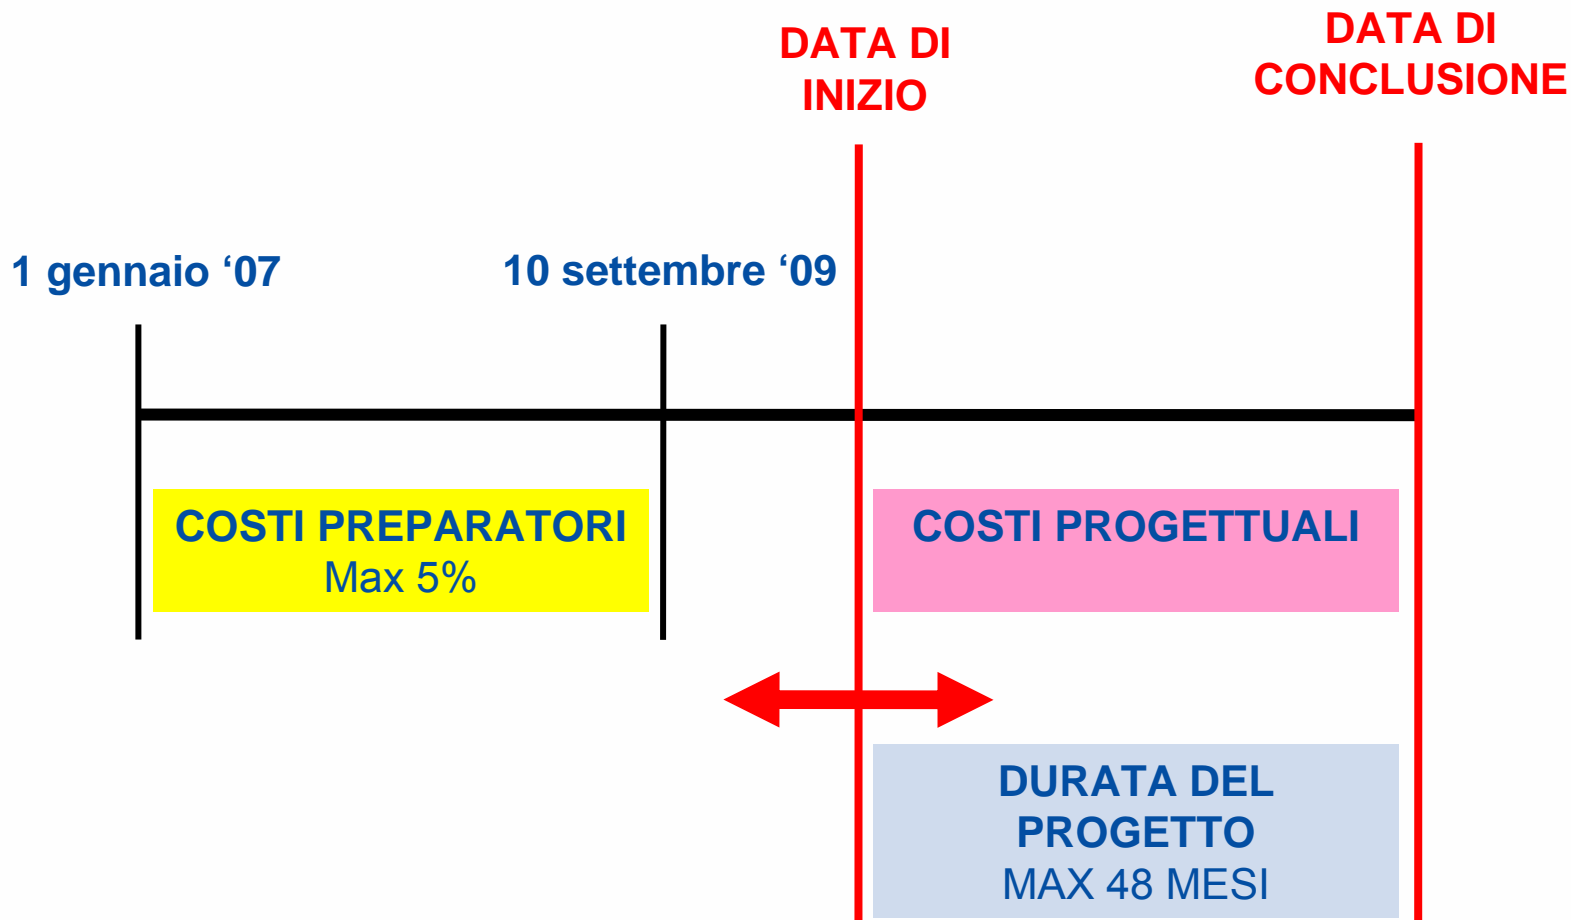 DATA DI
INIZIO
DATA DI
CONCLUSIONE
1 gennaio ‘07
10 settembre ‘09
COSTI PREPARATORI
Max 5%
COSTI PROGETTUALI
DURATA DEL
PROGETTO
MAX 48 MESI